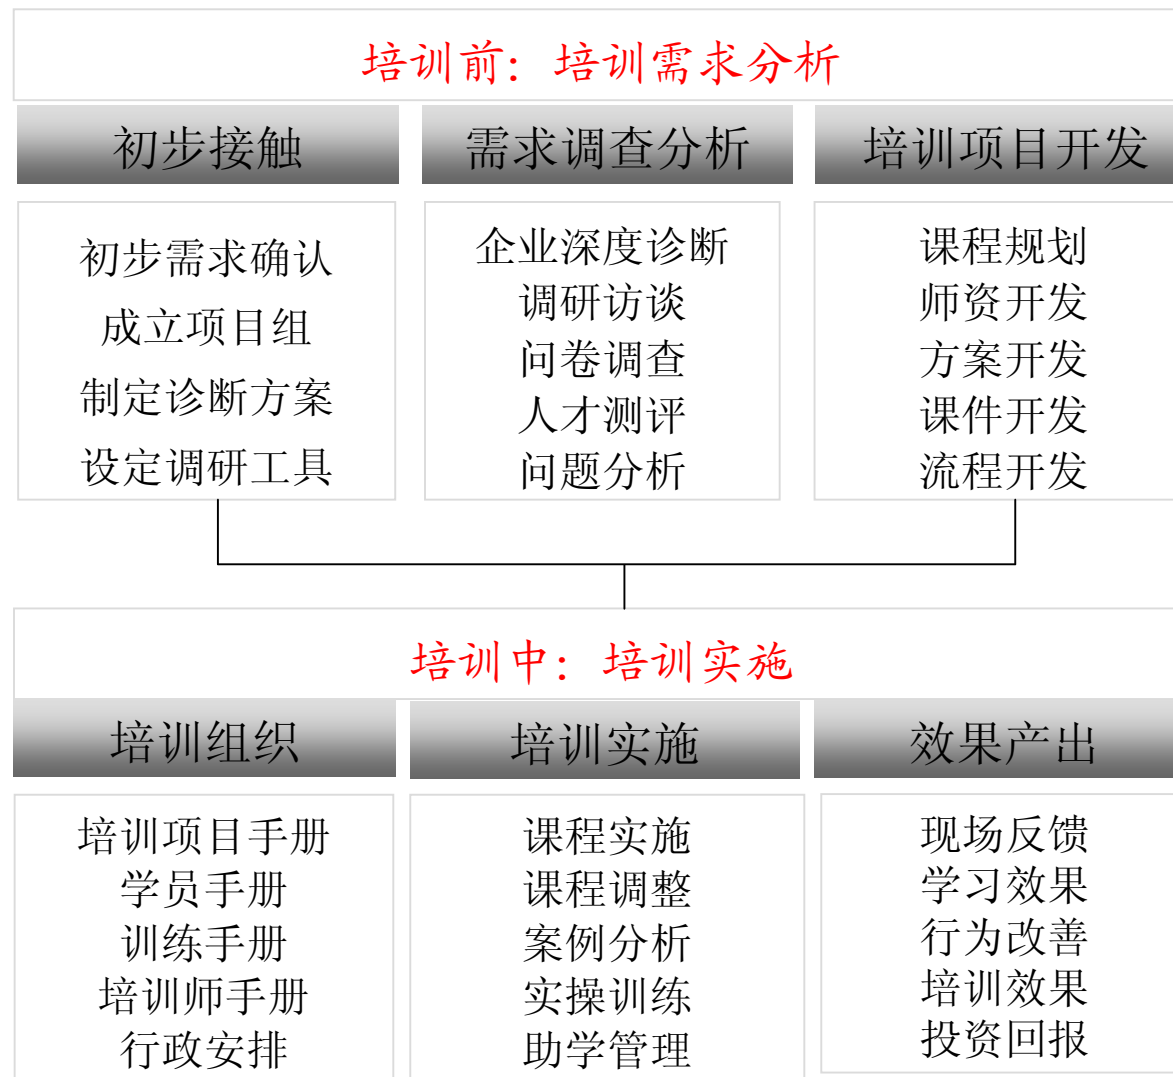 培训前：培训需求分析
初步接触
需求调查分析
培训项目开发
初步需求确认
成立项目组
制定诊断方案
设定调研工具
企业深度诊断
调研访谈
问卷调查
人才测评
问题分析
课程规划
师资开发
方案开发
课件开发
流程开发
培训中：培训实施
培训组织
培训实施
效果产出
培训项目手册
学员手册
训练手册
培训师手册
行政安排
课程实施
课程调整
案例分析
实操训练
助学管理
现场反馈
学习效果
行为改善
培训效果
投资回报